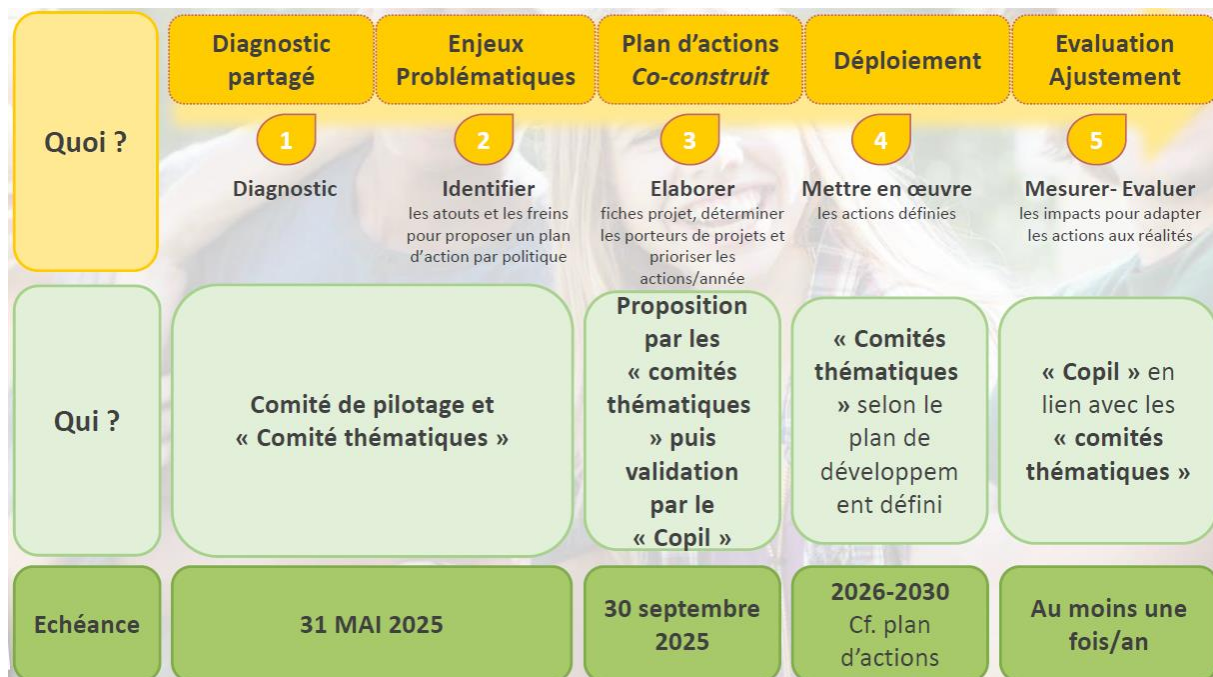 Quoi ?
Diagnostic
partagé
Enjeux
Problématiques
Plan d’actions
Co-construit
Déploiement
Evaluation
Ajustement
1
2
3
4
5
Diagnostic
Identifier
les atouts et les freins
pour proposer un plan
d’action par politique
Elaborer
fiches projet, déterminer
les porteurs de projets et
prioriser les
actions/année
Mettre en œuvre
les actions définies
Mesurer- Evaluer
les impacts pour adapter
les actions aux réalités
Qui ?
Comité de pilotage et
« Comité thématiques »
Proposition
par les
« comités
thématiques
» puis
validation
par le
« Copil »
« Comités
thématiques
» selon le
plan de
développem
ent défini
« Copil » en
lien avec les
« comités
thématiques »
Echéance
31 MAI 2025
30 septembre
2025
2026-2030
Cf. plan
d’actions
Au moins une
fois/an